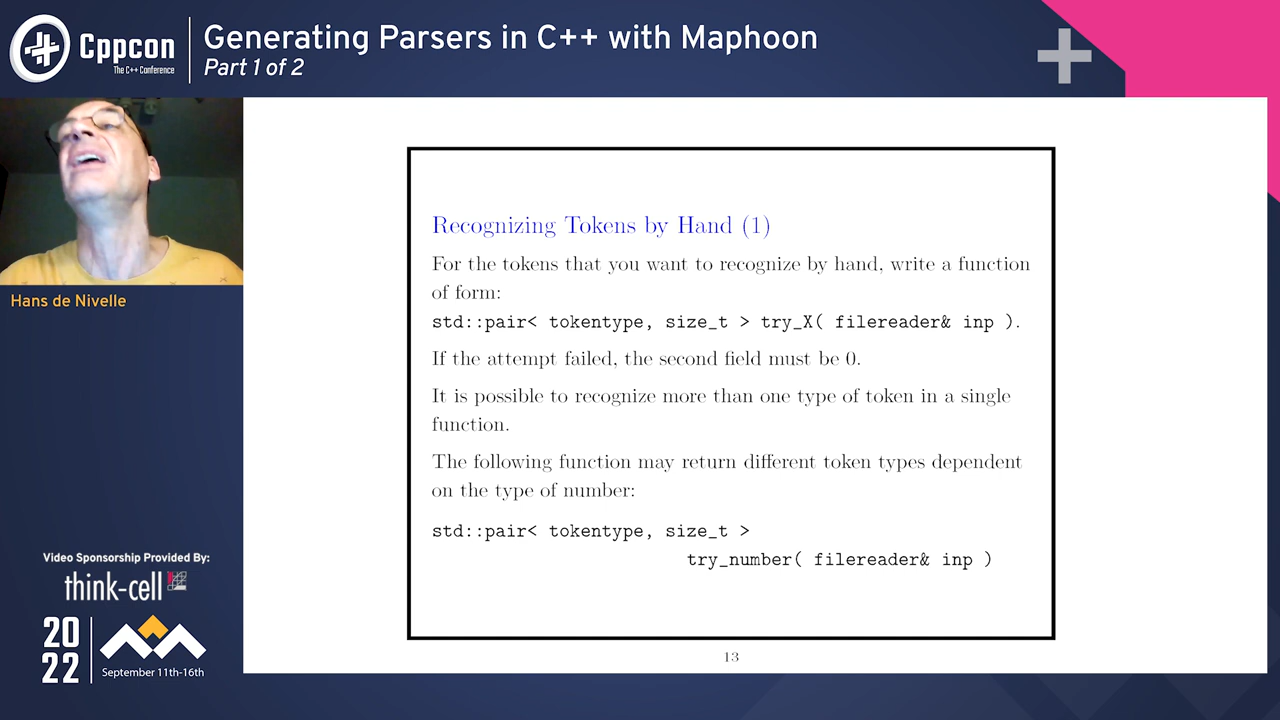 Cppcon
The C++ Conference
Generating Parsers in C++ with Maphoon
Part 1 of 2
Hans de Nivelle
Recognizing Tokens by Hand (1)
For the tokens that you want to recognize by hand, write a function
of form:
std::pair< tokentype, size_t > try_X( filereader& inp ).
If the attempt failed, the second field must be 0.
It is possible to recognize more than one type of token in a single
function.
The following function may return different token types dependent
on the type of number:
std::pair< tokentype, size_t >
try_number( filereader& inp )
13
Video Sponsorship Provided By:
think-cell
20
22
September 11th-16th